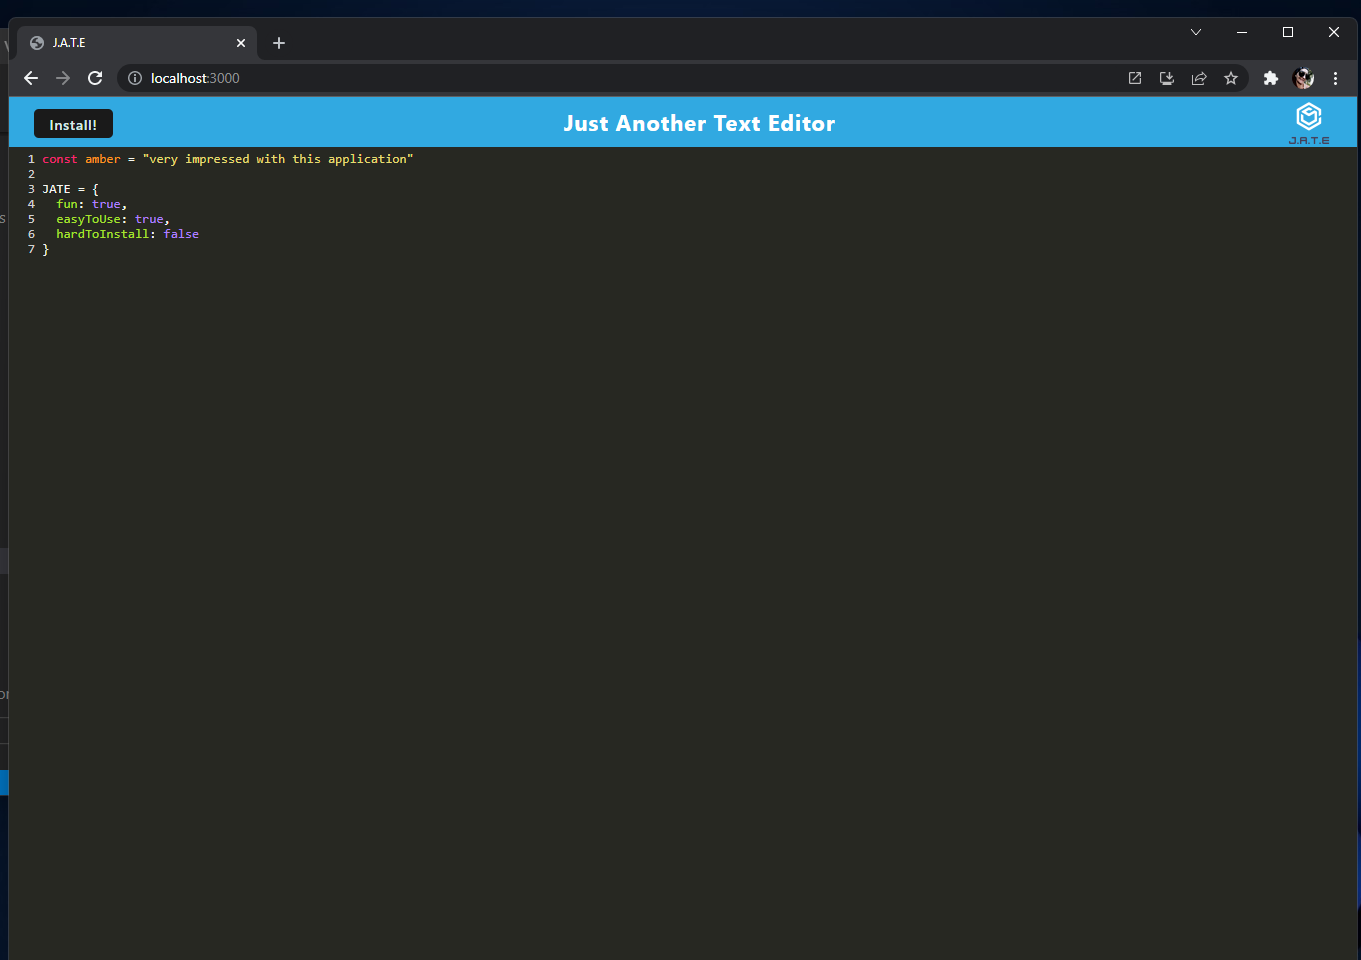 J.A.T.E
localhost:3000
Install!
Just Another Text Editor
J.A.T.E
1 const amber = "very impressed with this application"
2
3 JATE = {
4   fun: true,
5   easyToUse: true,
6   hardToInstall: false
7 }